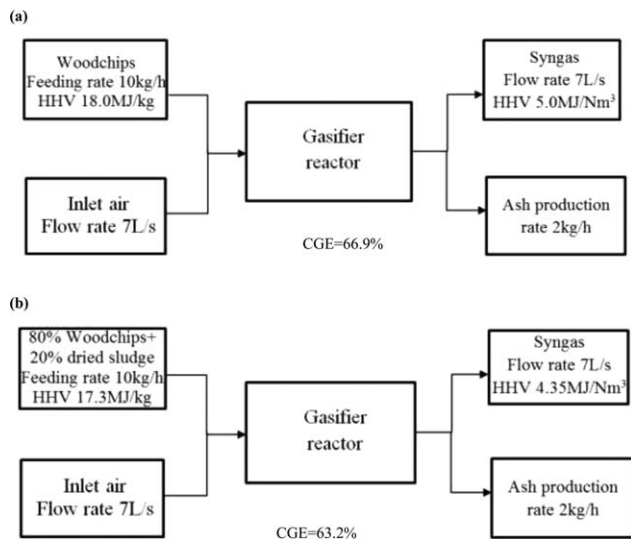 (a)
Woodchips
Feeding rate 10kg/h
HHV 18.0MJ/kg
Inlet air
Flow rate 7L/s
Gasifier
reactor
CGE=66.9%
Syngas
Flow rate 7L/s
HHV 5.0MJ/Nm³
Ash production
rate 2kg/h
(b)
80% Woodchips+
20% dried sludge
Feeding rate 10kg/h
HHV 17.3MJ/kg
Inlet air
Flow rate 7L/s
Gasifier
reactor
CGE=63.2%
Syngas
Flow rate 7L/s
HHV 4.35MJ/Nm³
Ash production
rate 2kg/h